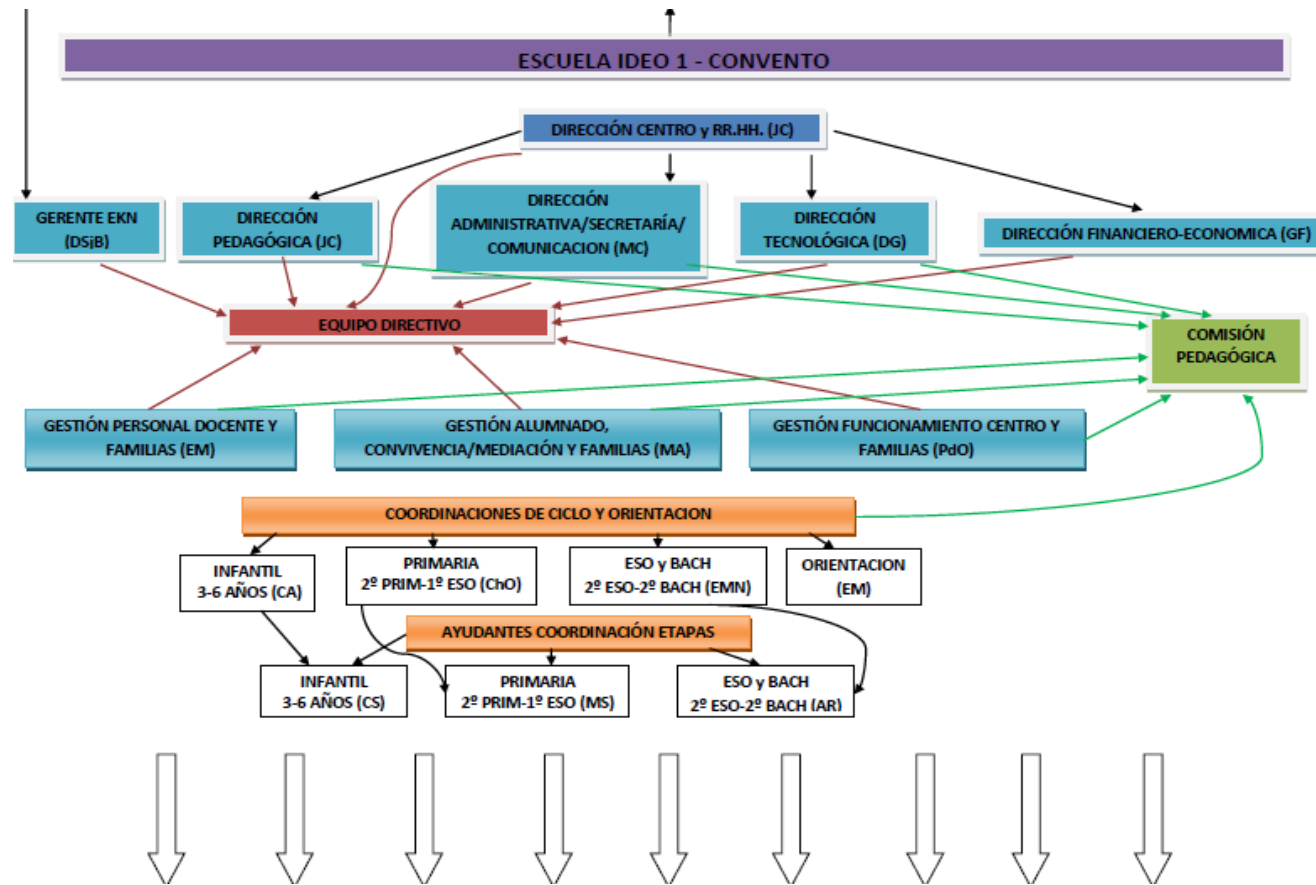 ESCUELA IDEO 1 - CONVENTO
DIRECCIÓN CENTRO y RR.HH. (JC)
GERENTE EKN
(DSjB)
DIRECCIÓN
PEDAGÓGICA (JC)
DIRECCIÓN
ADMINISTRATIVA/SECRETARÍA/
COMUNICACION (MC)
DIRECCIÓN
TECNOLÓGICA (DG)
DIRECCIÓN FINANCIERO-ECONOMICA (GF)
EQUIPO DIRECTIVO
COMISIÓN
PEDAGÓGICA
GESTIÓN PERSONAL DOCENTE Y
FAMILIAS (EM)
GESTIÓN ALUMNADO,
CONVIVENCIA/MEDIACIÓN Y FAMILIAS (MA)
GESTIÓN FUNCIONAMIENTO CENTRO Y
FAMILIAS (PdO)
COORDINACIONES DE CICLO Y ORIENTACION
INFANTIL
3-6 AÑOS (CA)
PRIMARIA
2º PRIM-1º ESO (ChO)
ESO y BACH
2º ESO-2º BACH (EMN)
ORIENTACION
(EM)
AYUDANTES COORDINACIÓN ETAPAS
INFANTIL
3-6 AÑOS (CS)
PRIMARIA
2º PRIM-1º ESO (MS)
ESO y BACH
2º ESO-2º BACH (AR)